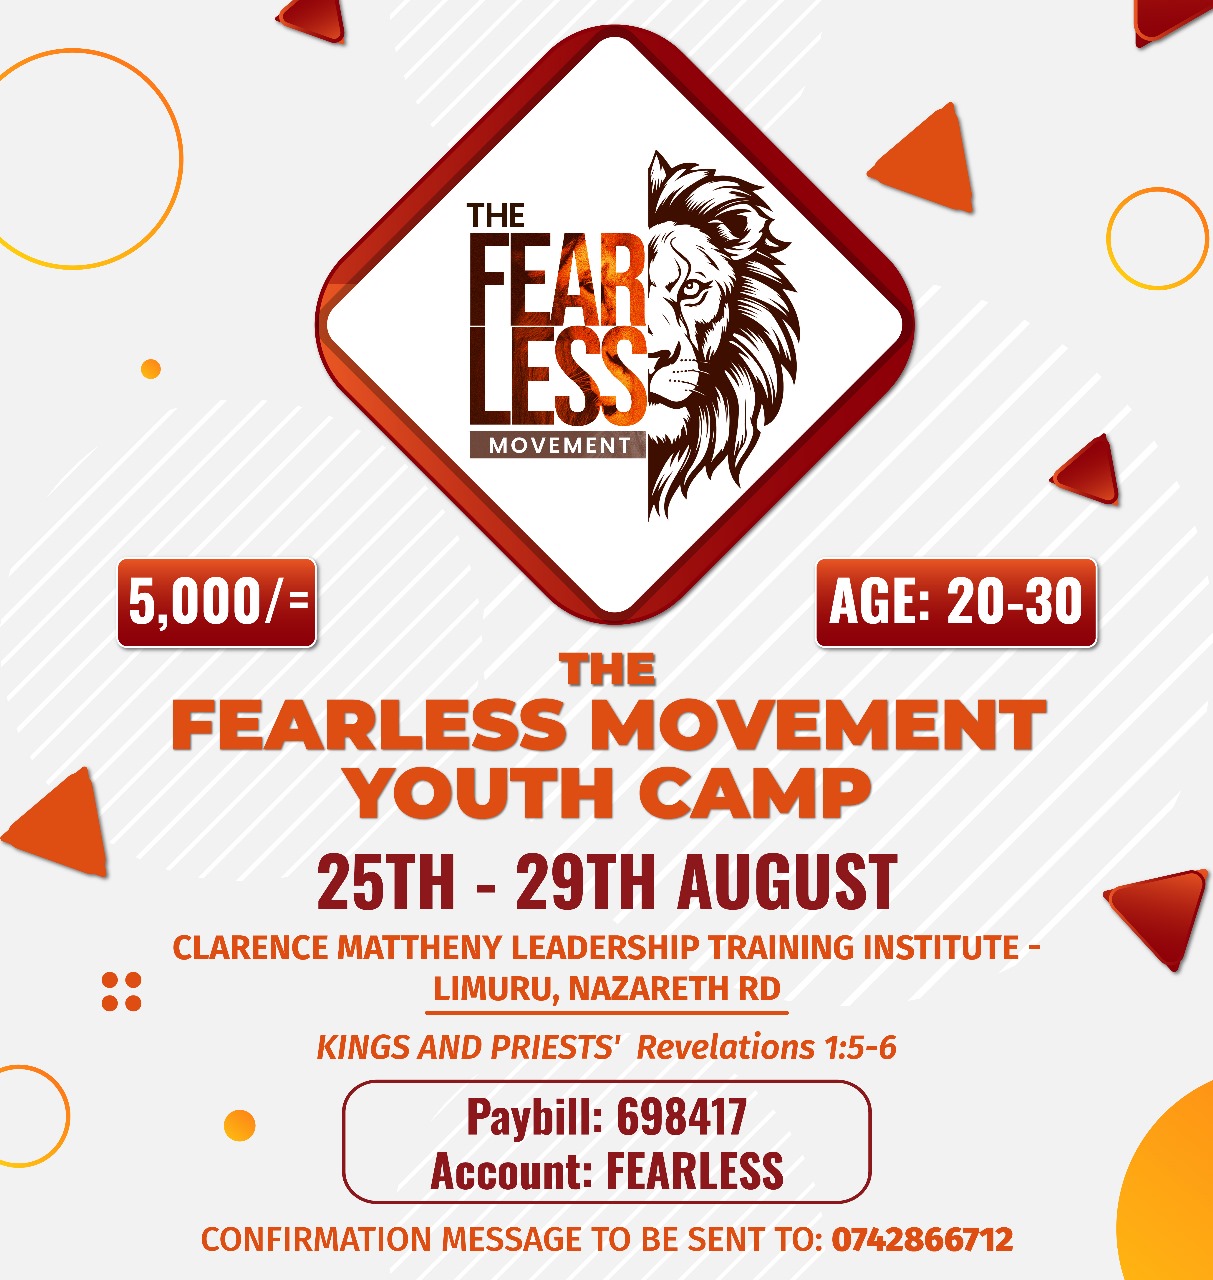 THE
FEAR
LESS
MOVEMENT
5,000/=
AGE: 20-30
THE
FEARLESS MOVEMENT
YOUTH CAMP
25TH - 29TH AUGUST
CLARENCE MATTHENY LEADERSHIP TRAINING INSTITUTE -
LIMURU, NAZARETH RD
KINGS AND PRIESTS' Revelations 1:5-6
Paybill: 698417
Account: FEARLESS
CONFIRMATION MESSAGE TO BE SENT TO: 0742866712